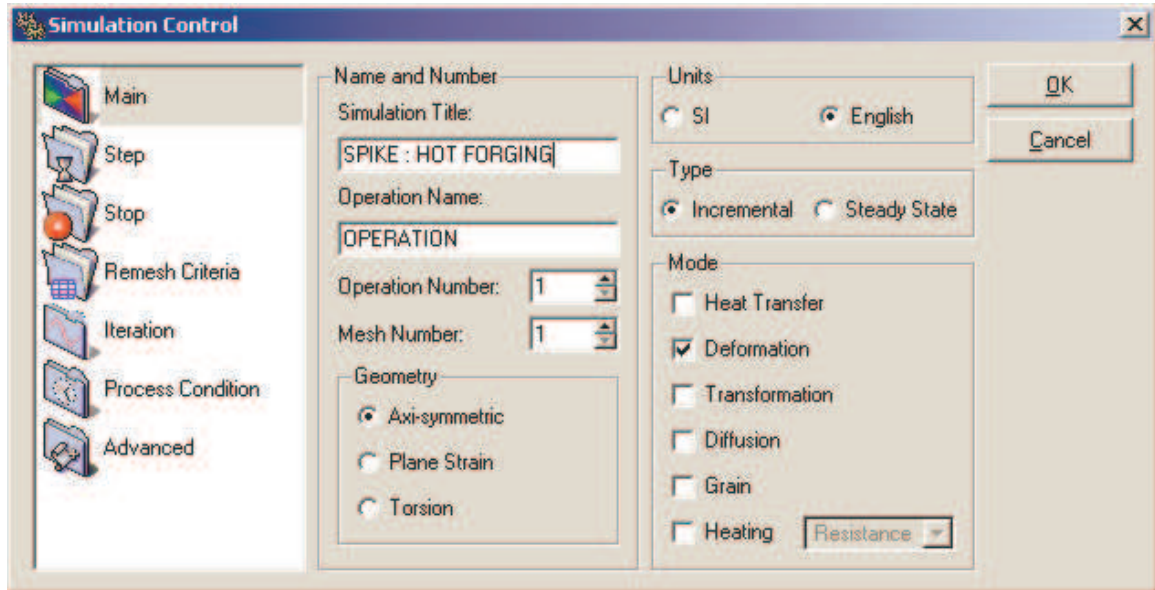 Simulation Control
Main
Step
Stop
Remesh Criteria
Iteration
Process Condition
Advanced
Name and Number
Simulation Title:
SPIKE : HOT FORGING
Operation Name:
OPERATION
Operation Number: 1
Mesh Number: 1
Geometry
Axi-symmetric
Plane Strain
Torsion
Units
SI English
Type
Incremental Steady State
Mode
Heat Transfer
Deformation
Transformation
Diffusion
Grain
Heating Resistance
OK
Cancel